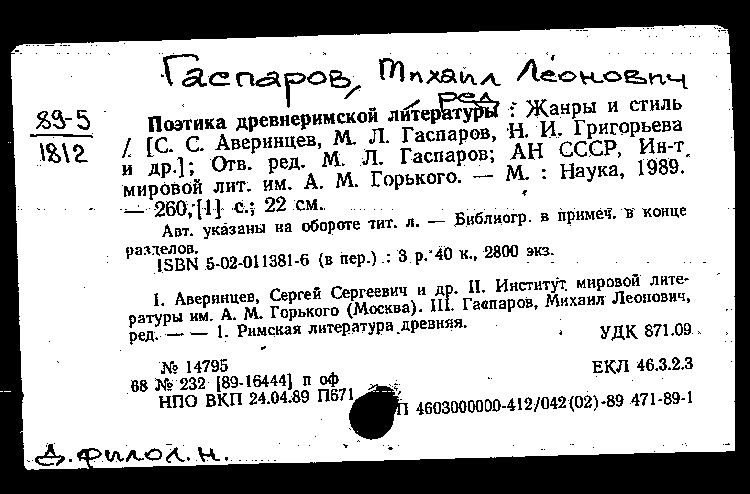 Гаспаров, Михаил Леонович
ред
89-5
1812
Поэтика древнеримской литературы : Жанры и стиль
/ [С. С. Аверинцев, М. Л. Гаспаров, Н. И. Григорьева
и др.]; Отв. ред. М. Л. Гаспаров; АН СССР, Ин-т
мировой лит. им. А. М. Горького. — М. : Наука, 1989.
— 260,[1] с.; 22 см.
Авт. указаны на обороте тит. л. — Библиогр. в примеч. в конце
разделов.
ISBN 5-02-011381-6 (в пер.) : 3 р. 40 к., 2800 экз.
I. Аверинцев, Сергей Сергеевич и др. II. Институт мировой лите-
ратуры им. А. М. Горького (Москва). III. Гаспаров, Михаил Леонович,
ред. — — 1. Римская литература древняя.
УДК 871.09
№ 14795
ЕКЛ 46.3.2.3
68 № 232 [89-16444] п оф
НПО ВКП 24.04.89 П671
П 4603000000-412/042(02)-89 471-89-1
Д.филол.н.